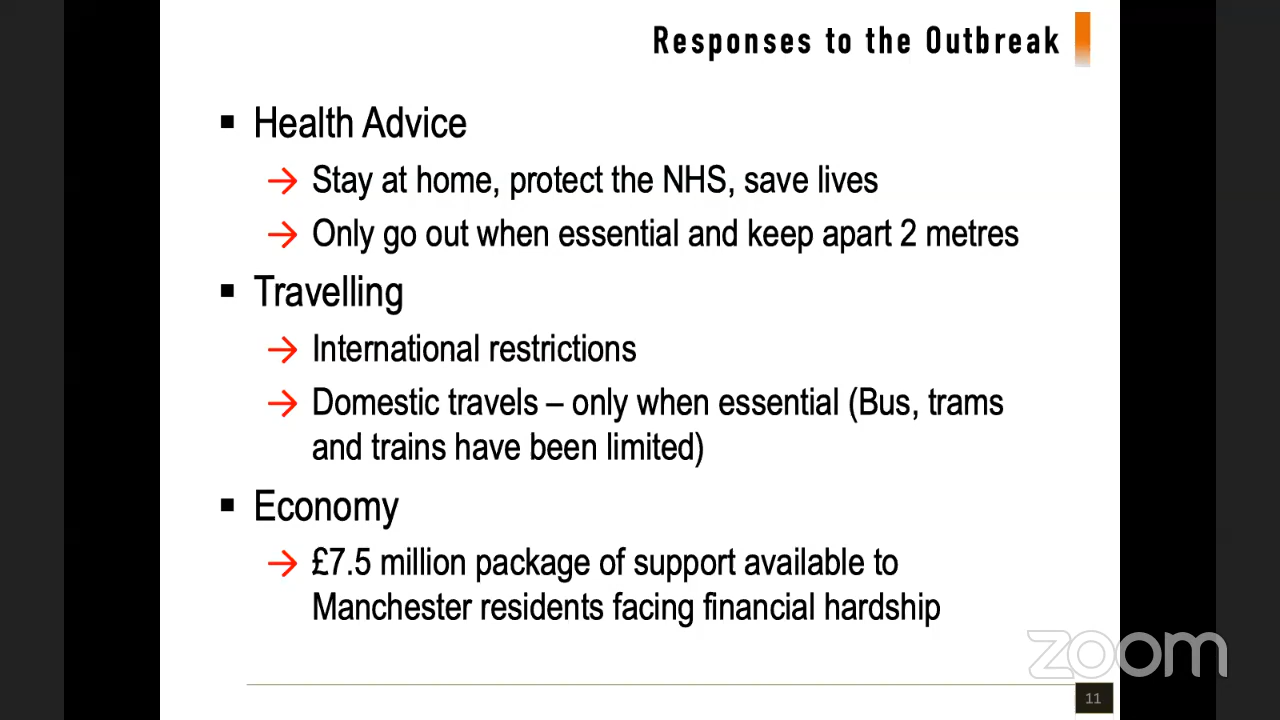 Responses to the Outbreak
▪ Health Advice
→ Stay at home, protect the NHS, save lives
→ Only go out when essential and keep apart 2 metres
▪ Travelling
→ International restrictions
→ Domestic travels – only when essential (Bus, trams
and trains have been limited)
▪ Economy
→ £7.5 million package of support available to
Manchester residents facing financial hardship
zoom
11